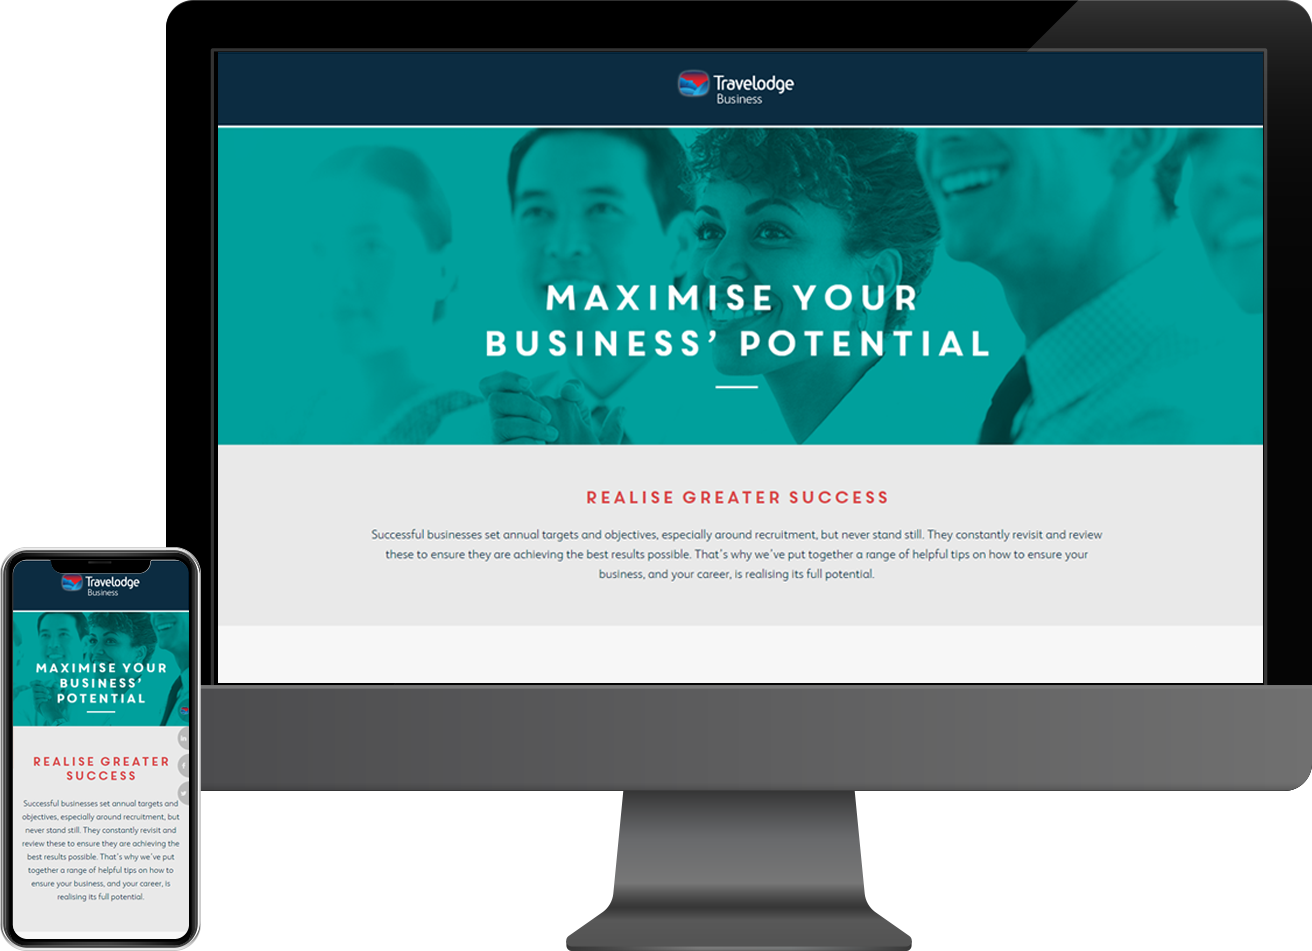 Travelodge
Business
MAXIMISE YOUR
BUSINESS’ POTENTIAL
REALISE GREATER SUCCESS
Successful businesses set annual targets and objectives, especially around recruitment, but never stand still. They constantly revisit and review
these to ensure they are achieving the best results possible. That’s why we’ve put together a range of helpful tips on how to ensure your
business, and your career, is realising its full potential.
Travelodge
Business
MAXIMISE YOUR
BUSINESS’
POTENTIAL
REALISE GREATER
SUCCESS
Successful businesses set annual targets and
objectives, especially around recruitment, but
never stand still. They constantly revisit and
review these to ensure they are achieving the
best results possible. That’s why we’ve put
together a range of helpful tips on how to
ensure your business, and your career, is
realising its full potential.